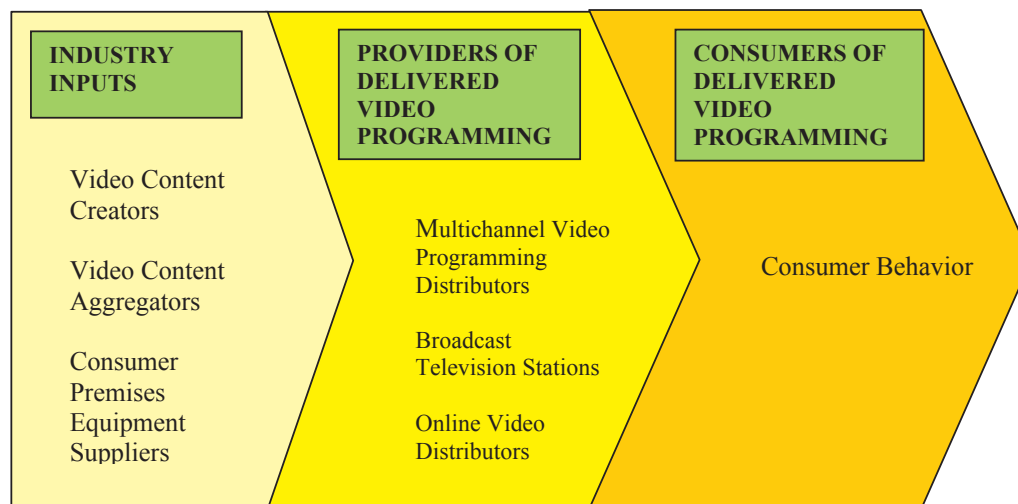 INDUSTRY
INPUTS
Video Content
Creators
Video Content
Aggregators
Consumer
Premises
Equipment
Suppliers
PROVIDERS OF
DELIVERED
VIDEO
PROGRAMMING
Multichannel Video
Programming
Distributors
Broadcast
Television Stations
Online Video
Distributors
CONSUMERS OF
DELIVERED
VIDEO
PROGRAMMING
Consumer Behavior